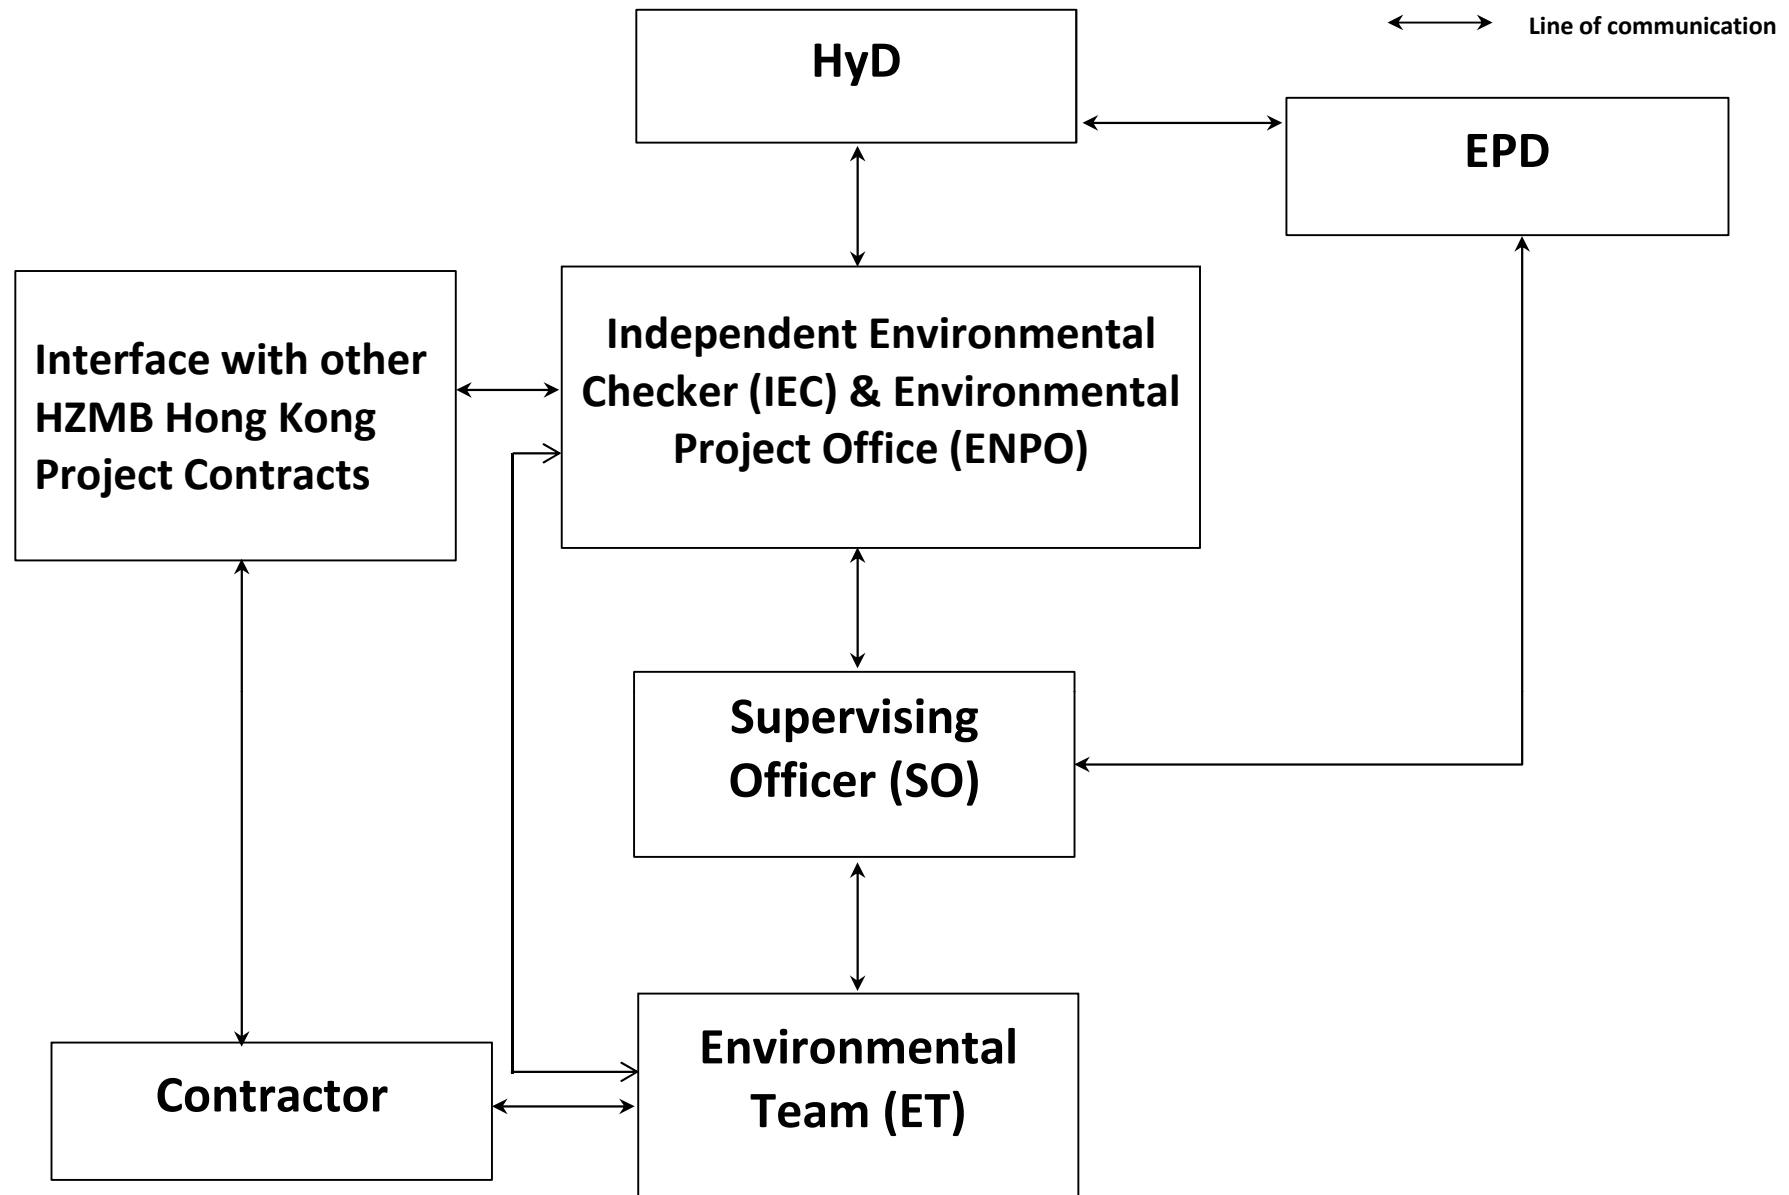 HyD
Line of communication
EPD
Interface with other
HZMB Hong Kong
Project Contracts
Independent Environmental
Checker (IEC) & Environmental
Project Office (ENPO)
Supervising
Officer (SO)
Contractor
Environmental
Team (ET)